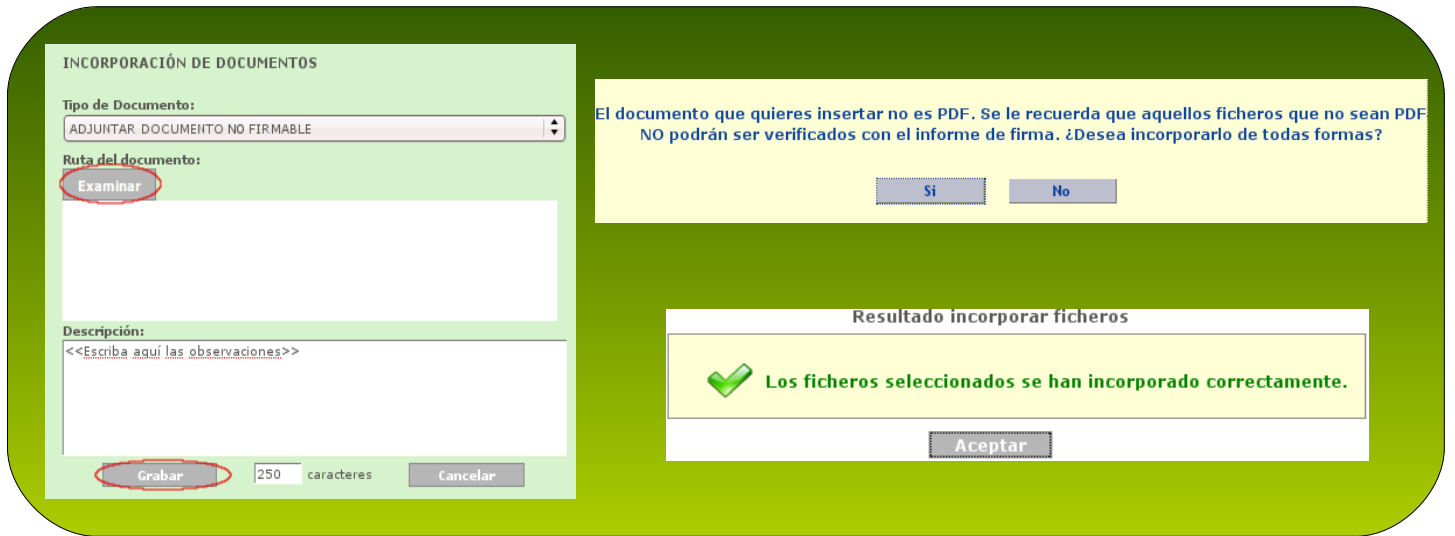 INCORPORACIÓN DE DOCUMENTOS
Tipo de Documento:
ADJUNTAR DOCUMENTO NO FIRMABLE
Ruta del documento:
Examinar
Descripción:
<<Escriba aquí las observaciones>>
Grabar 250 caracteres Cancelar
El documento que quieres insertar no es PDF. Se le recuerda que aquellos ficheros que no sean PDF
NO podrán ser verificados con el informe de firma. ¿Desea incorporarlo de todas formas?
Si No
Resultado incorporar ficheros
Los ficheros seleccionados se han incorporado correctamente.
Aceptar